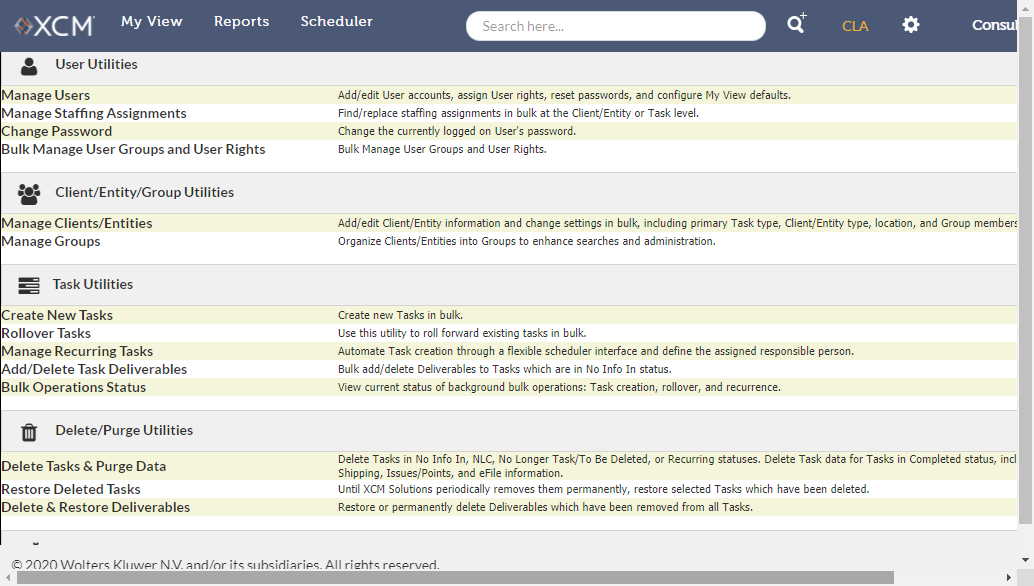 XCM My View Reports Scheduler Search here... CLA
User Utilities
Manage Users Add/edit User accounts, assign User rights, reset passwords, and configure My View defaults.
Manage Staffing Assignments Find/replace staffing assignments in bulk at the Client/Entity or Task level.
Change Password Change the currently logged on User's password.
Bulk Manage User Groups and User Rights Bulk Manage User Groups and User Rights.
Client/Entity/Group Utilities
Manage Clients/Entities Add/edit Client/Entity information and change settings in bulk, including primary Task type, Client/Entity type, location, and Group
Manage Groups Organize Clients/Entities into Groups to enhance searches and administration.
Task Utilities
Create New Tasks Create new Tasks in bulk.
Rollover Tasks Use this utility to roll forward existing tasks in bulk.
Manage Recurring Tasks Automate Task creation through a flexible scheduler interface and define the assigned responsible person.
Add/Delete Task Deliverables Bulk add/delete Deliverables to Tasks which are in No Info In status.
Bulk Operations Status View current status of background bulk operations: Task creation, rollover, and recurrence.
Delete/Purge Utilities
Delete Tasks & Purge Data Delete Tasks in No Info In, NLC, No Longer Task/To Be Deleted, or Recurring statuses. Delete Task data for Tasks in Completed status,
Shipping, Issues/Points, and eFile information.
Restore Deleted Tasks Until XCM Solutions periodically removes them permanently, restore selected Tasks which have been deleted.
Delete & Restore Deliverables Restore or permanently delete Deliverables which have been removed from all Tasks.
© 2020 Wolters Kluwer N.V. and/or its subsidiaries. All rights reserved.